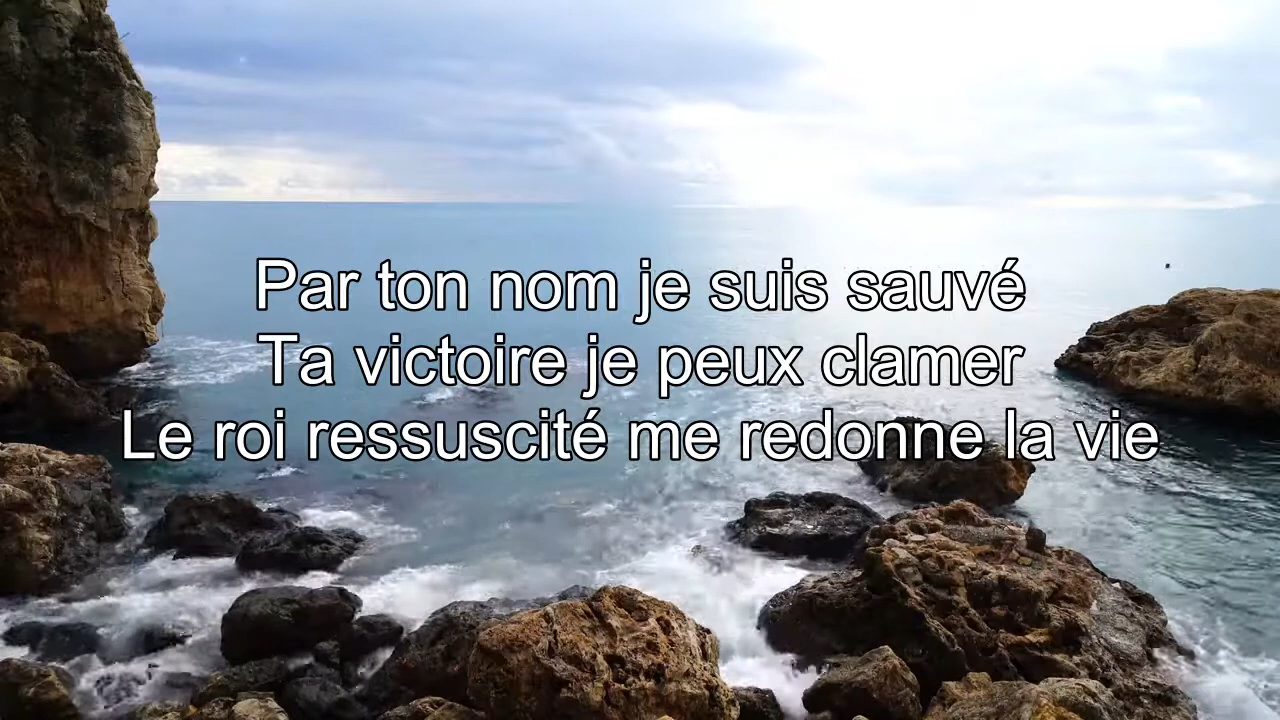 Par ton nom je suis sauvé
Ta victoire je peux clamer
Le roi ressuscité me redonne la vie